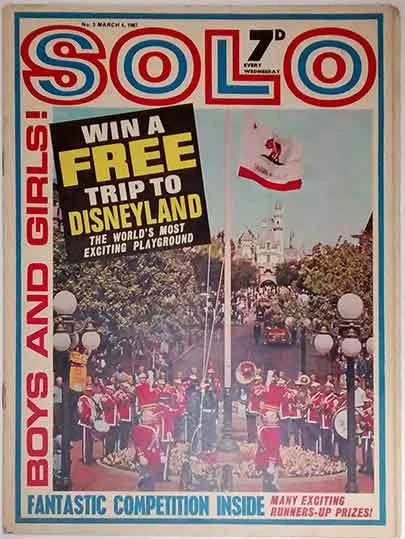 No. 3 MARCH 4, 1967
SOLO
7D
EVERY
WEDNESDAY
BOYS AND GIRLS!
WIN A
FREE
TRIP TO
DISNEYLAND
THE WORLD'S MOST
EXCITING PLAYGROUND
FANTASTIC COMPETITION INSIDE
MANY EXCITING
RUNNERS-UP PRIZES!